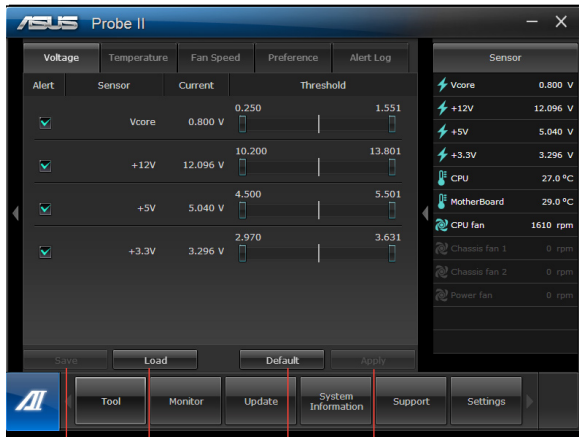 ASUS Probe II
Voltage Temperature Fan Speed Preference Alert Log
Alert Sensor Current Threshold
Vcore 0.800 V 0.250 1.551
+12V 12.096 V 10.200 13.801
+5V 5.040 V 4.500 5.501
+3.3V 3.296 V 2.970 3.631
Save Load Default Apply
Sensor
Vcore 0.800 V
+12V 12.096 V
+5V 5.040 V
+3.3V 3.296 V
CPU 27.0 ºC
MotherBoard 29.0 ºC
CPU fan 1610 rpm
Chassis fan 1 0 rpm
Chassis fan 2 0 rpm
Power fan 0 rpm
AI Tool Monitor Update System Information Support Settings